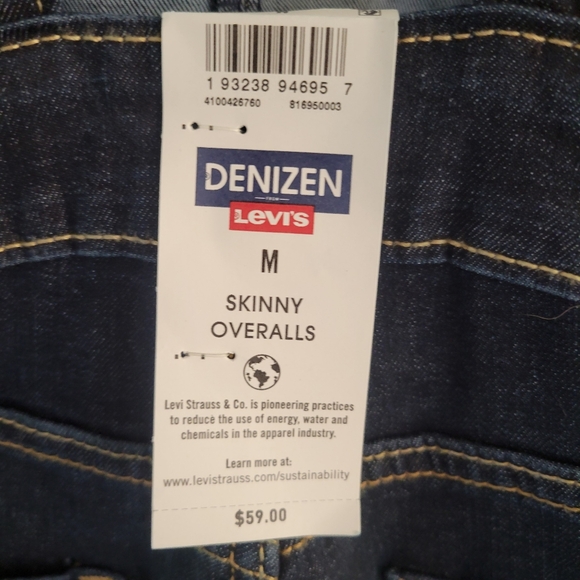 1 93238 94695 7
4100426760 816950003
DENIZEN
FROM
Levi's
M
SKINNY
OVERALLS
Levi Strauss & Co. is pioneering practices
to reduce the use of energy, water and
chemicals in the apparel industry.
Learn more at:
www.levistrauss.com/sustainability
$59.00